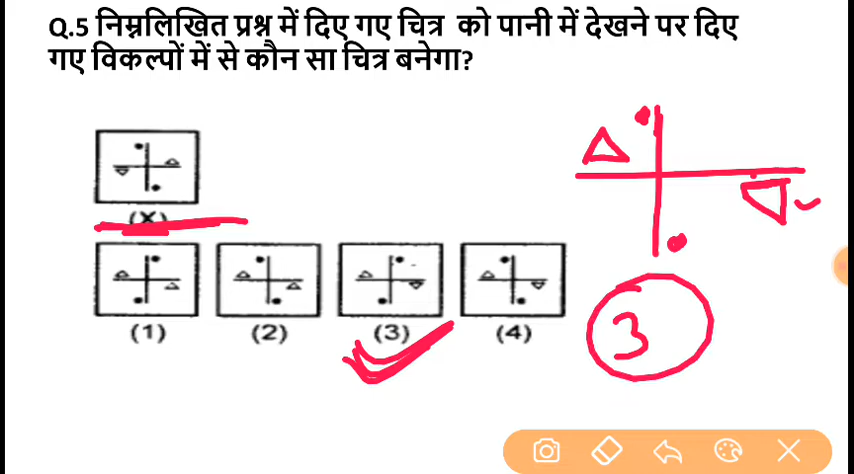 Q.5 निम्नलिखित प्रश्न में दिए गए चित्र को पानी में देखने पर दिए
गए विकल्पों में से कौन सा चित्र बनेगा?
(X)
(1) (2) (3) (4)
3